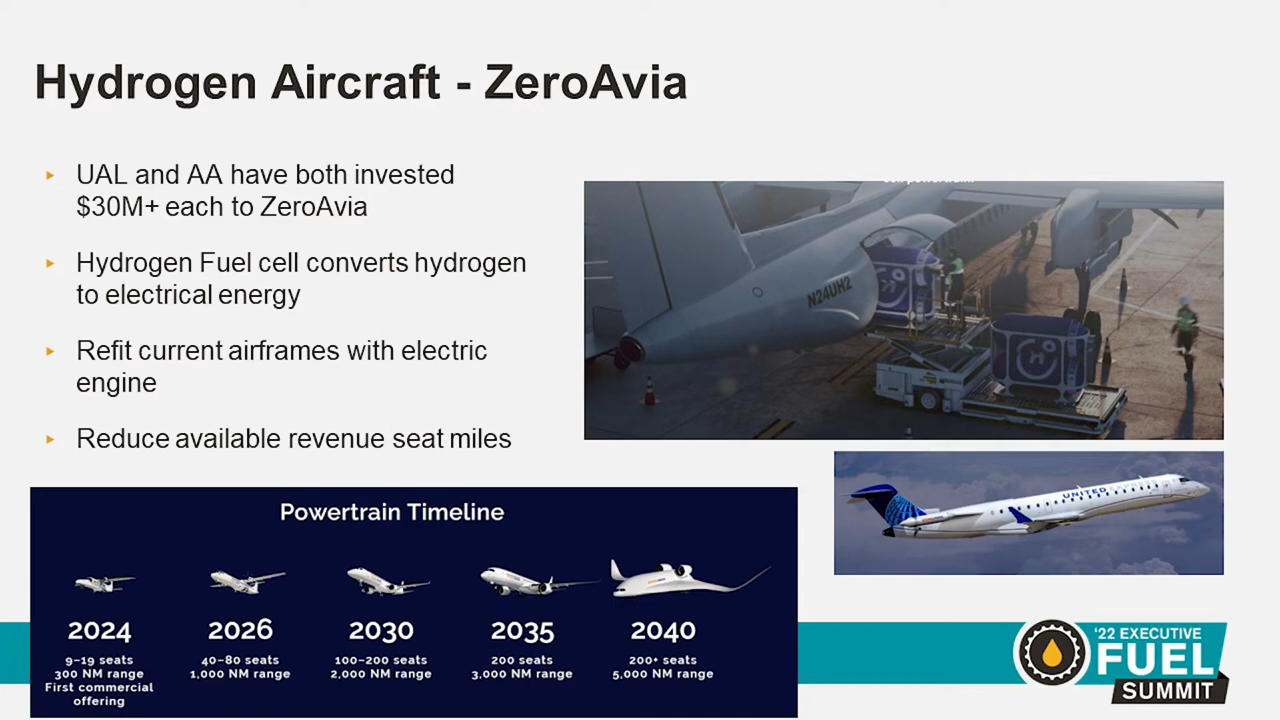 Hydrogen Aircraft - ZeroAvia
▸ UAL and AA have both invested
$30M+ each to ZeroAvia
▸ Hydrogen Fuel cell converts hydrogen
to electrical energy
▸ Refit current airframes with electric
engine
▸ Reduce available revenue seat miles
N24UH2
UNITED
Powertrain Timeline
2024
9–19 seats
300 NM range
First commercial
offering
2026
40–80 seats
1,000 NM range
2030
100–200 seats
2,000 NM range
2035
200 seats
3.000 NM range
2040
200+ seats
5.000 NM range
'22 EXECUTIVE
FUEL
SUMMIT